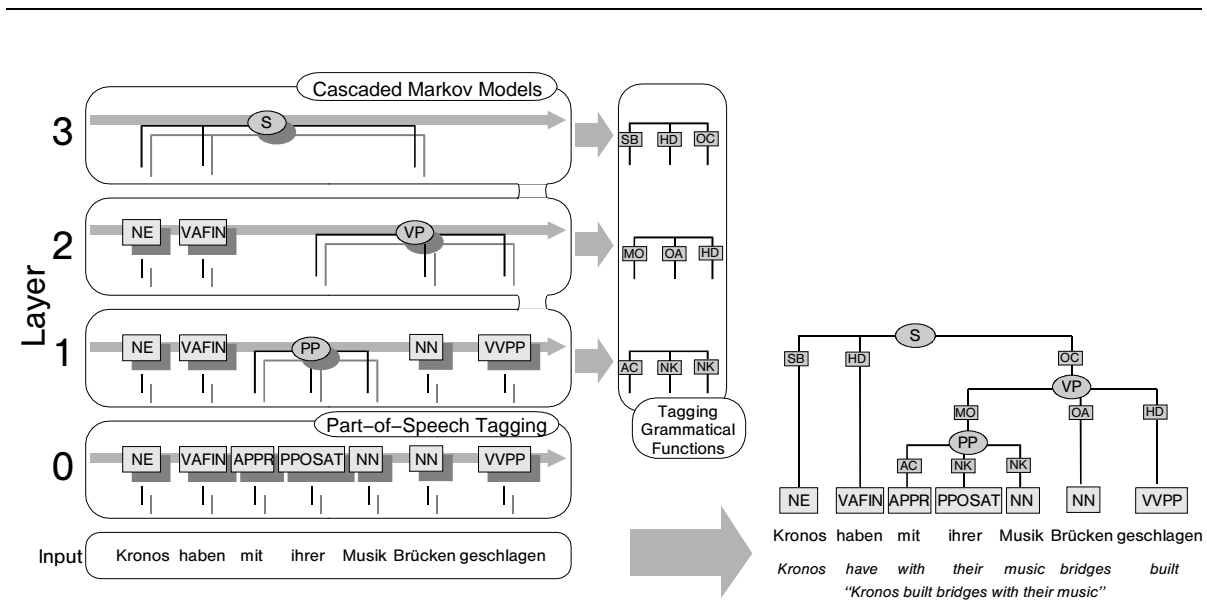 Cascaded Markov Models
3
S
SB HD OC
2
NE VAFIN VP
MO OA HD
Layer
1
NE VAFIN PP NN VVPP
AC NK NK
Part-of-Speech Tagging
Tagging
Grammatical
Functions
0
NE VAFIN APPR PPOSAT NN NN VVPP
Input Kronos haben mit ihrer Musik Brücken geschlagen
S
SB HD OC
VP
MO OA HD
PP
AC NK NK
NE VAFIN APPR PPOSAT NN NN VVPP
Kronos haben mit ihrer Musik Brücken geschlagen
Kronos have with their music bridges built
“Kronos built bridges with their music”